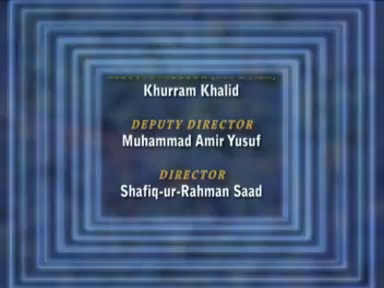 Khurram Khalid
DEPUTY DIRECTOR
Muhammad Amir Yusuf
DIRECTOR
Shafiq-ur-Rahman Saad